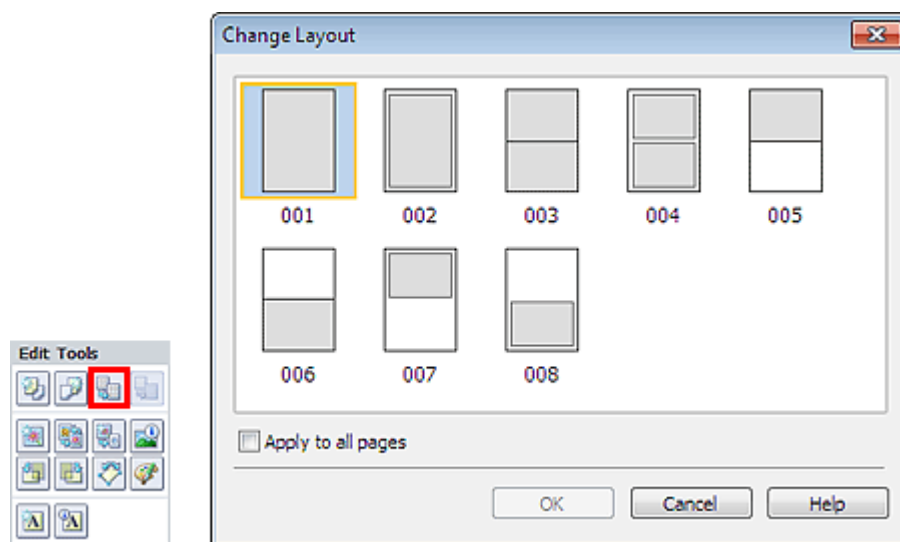 Change Layout
001 002 003 004 005
006 007 008
Edit Tools
Apply to all pages
OK Cancel Help
A A